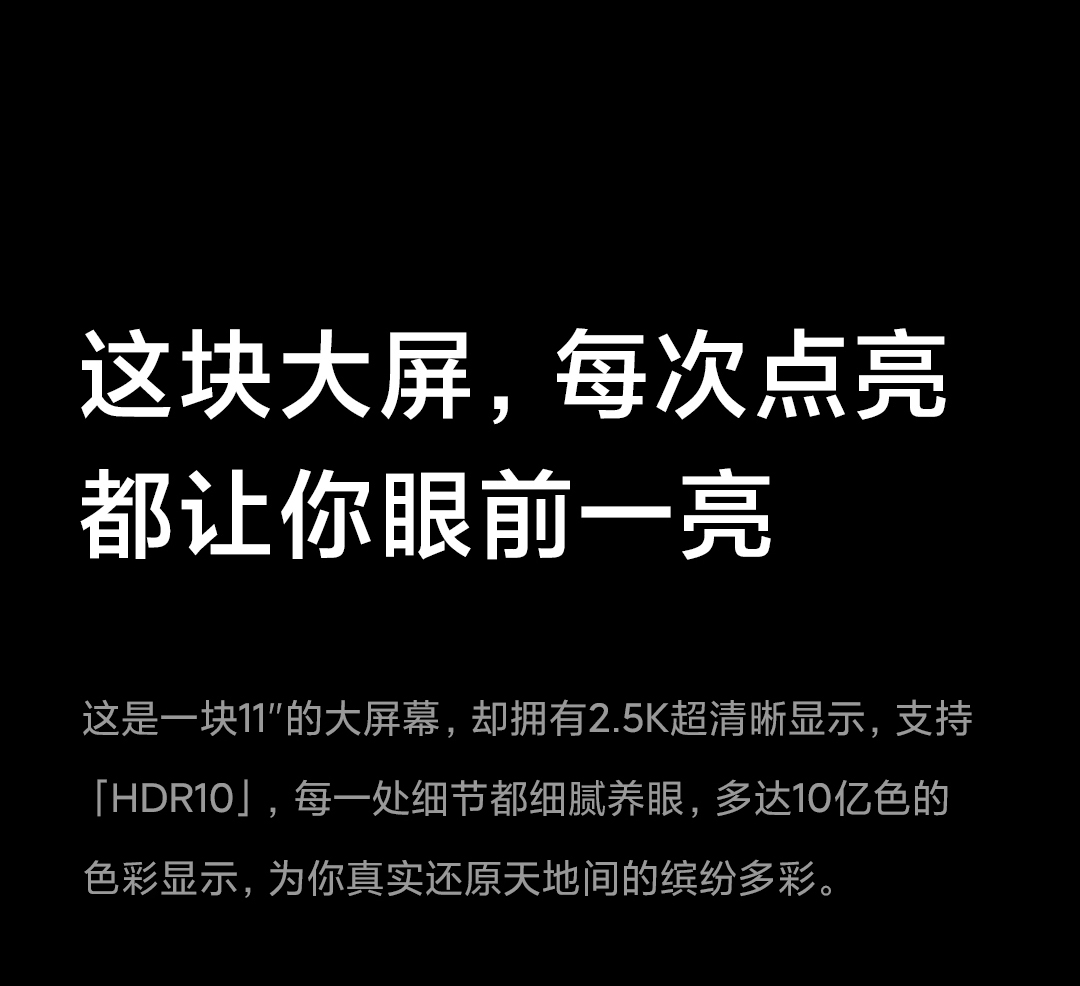 这块大屏，每次点亮
都让你眼前一亮
这是一块11″的大屏幕，却拥有2.5K超清晰显示，支持
「HDR10」，每一处细节都细腻养眼，多达10亿色的
色彩显示，为你真实还原天地间的缤纷多彩。